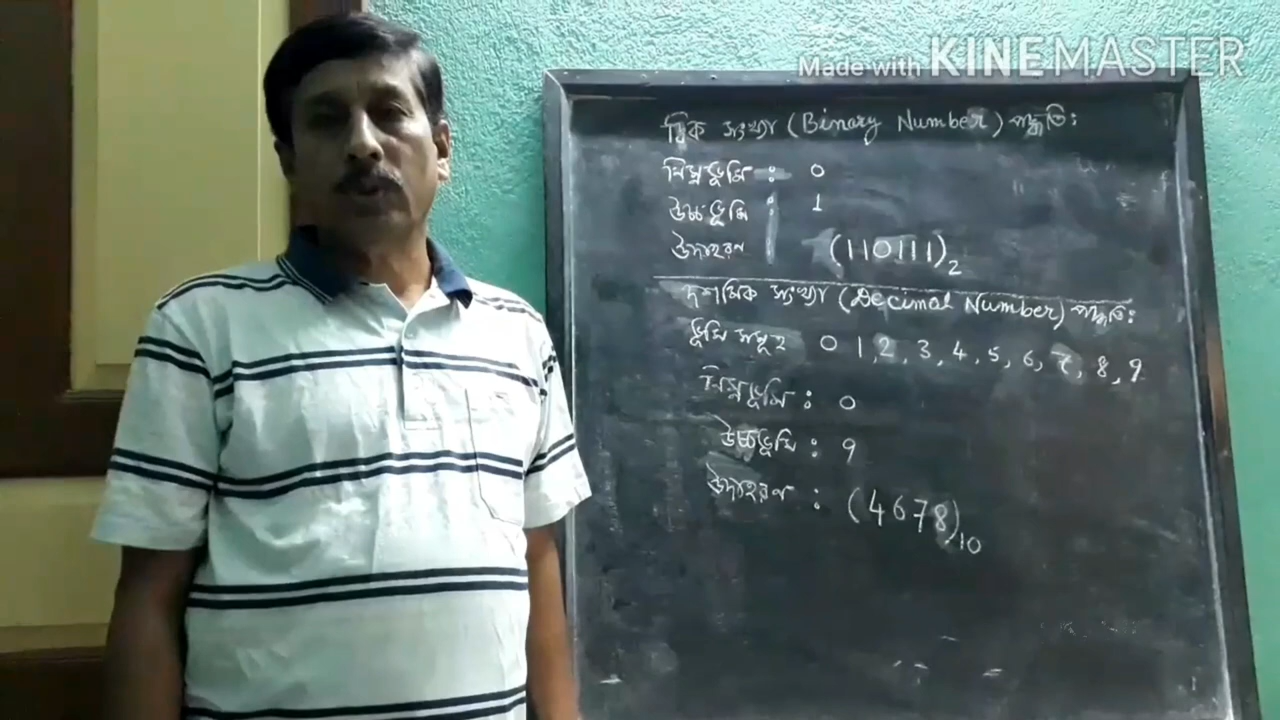 Made with KINEMASTER
দ্বিক সংখ্যা (Binary Number) পদ্ধতি:
নিম্নভূমি : 0
উচ্চভূমি : 1
উদাহরণ (110111)2
দশমিক সংখ্যা (Decimal Number) পদ্ধতি:
ভূমি সমূহ 0 1, 2, 3, 4, 5, 6, 7, 8, 9
নিম্নভূমি : 0
উচ্চভূমি : 9
উদাহরণ : (4678)10